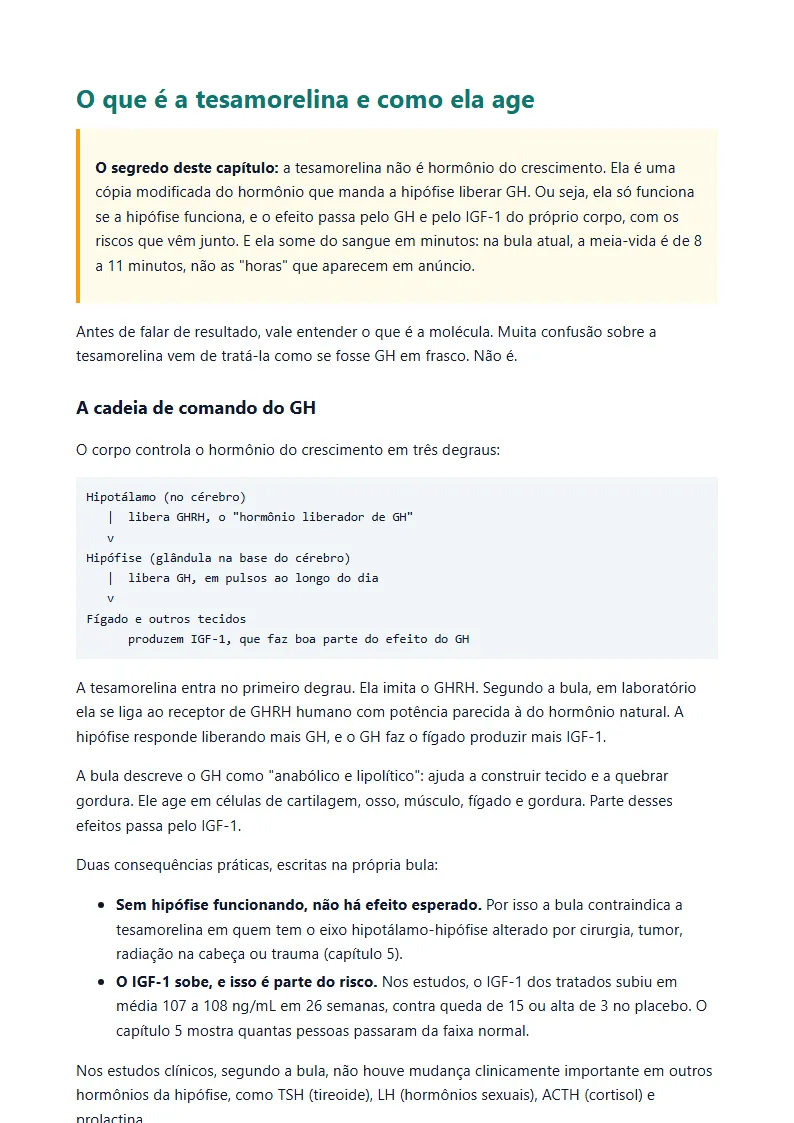 O que é a tesamorelina e como ela age
O segredo deste capítulo: a tesamorelina não é hormônio do crescimento. Ela é uma
cópia modificada do hormônio que manda a hipófise liberar GH. Ou seja, ela só funciona
se a hipófise funciona, e o efeito passa pelo GH e pelo IGF-1 do próprio corpo, com os
riscos que vêm junto. E ela some do sangue em minutos: na bula atual, a meia-vida é de 8
a 11 minutos, não as "horas" que aparecem em anúncio.
Antes de falar de resultado, vale entender o que é a molécula. Muita confusão sobre a
tesamorelina vem de tratá-la como se fosse GH em frasco. Não é.
A cadeia de comando do GH
O corpo controla o hormônio do crescimento em três degraus:
Hipotálamo (no cérebro)
| libera GHRH, o "hormônio liberador de GH"
v
Hipófise (glândula na base do cérebro)
| libera GH, em pulsos ao longo do dia
v
Fígado e outros tecidos
produzem IGF-1, que faz boa parte do efeito do GH
A tesamorelina entra no primeiro degrau. Ela imita o GHRH. Segundo a bula, em laboratório
ela se liga ao receptor de GHRH humano com potência parecida à do hormônio natural. A
hipófise responde liberando mais GH, e o GH faz o fígado produzir mais IGF-1.
A bula descreve o GH como "anabólico e lipolítico": ajuda a construir tecido e a quebrar
gordura. Ele age em células de cartilagem, osso, músculo, fígado e gordura. Parte desses
efeitos passa pelo IGF-1.
Duas consequências práticas, escritas na própria bula:
• Sem hipófise funcionando, não há efeito esperado. Por isso a bula contraindica a
tesamorelina em quem tem o eixo hipotálamo-hipófise alterado por cirurgia, tumor,
radiação na cabeça ou trauma (capítulo 5).
• O IGF-1 sobe, e isso é parte do risco. Nos estudos, o IGF-1 dos tratados subiu em
média 107 a 108 ng/mL em 26 semanas, contra queda de 15 ou alta de 3 no placebo. O
capítulo 5 mostra quantas pessoas passaram da faixa normal.
Nos estudos clínicos, segundo a bula, não houve mudança clinicamente importante em outros
hormônios da hipófise, como TSH (tireoide), LH (hormônios sexuais), ACTH (cortisol) e
prolactina